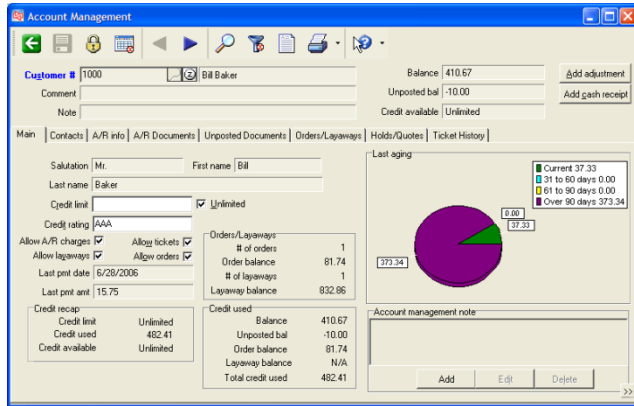 Account Management
Customer # 1000 Bill Baker
Comment
Note
Balance 410.67
Unposted bal -10.00
Credit available Unlimited
Add adjustment
Add cash receipt
Main Contacts A/R info A/R Documents Unposted Documents Orders/Layaways Holds/Quotes Ticket History
Salutation Mr. First name Bill
Last name Baker
Credit limit Unlimited
Credit rating AAA
Allow A/R charges Allow tickets
Allow layaways Allow orders
Last pmt date 6/28/2006
Last pmt amt 15.75
Orders/Layaways
# of orders 1
Order balance 81.74
# of layaways 1
Layaway balance 832.86
Credit recap
Credit limit Unlimited
Credit used 482.41
Credit available Unlimited
Credit used
Balance 410.67
Unposted bal -10.00
Order balance 81.74
Layaway balance N/A
Total credit used 482.41
Last aging
Current 37.33
31 to 60 days 0.00
61 to 90 days 0.00
Over 90 days 373.34
0.00
37.33
373.34
Account management note
Add Edit Delete
>>